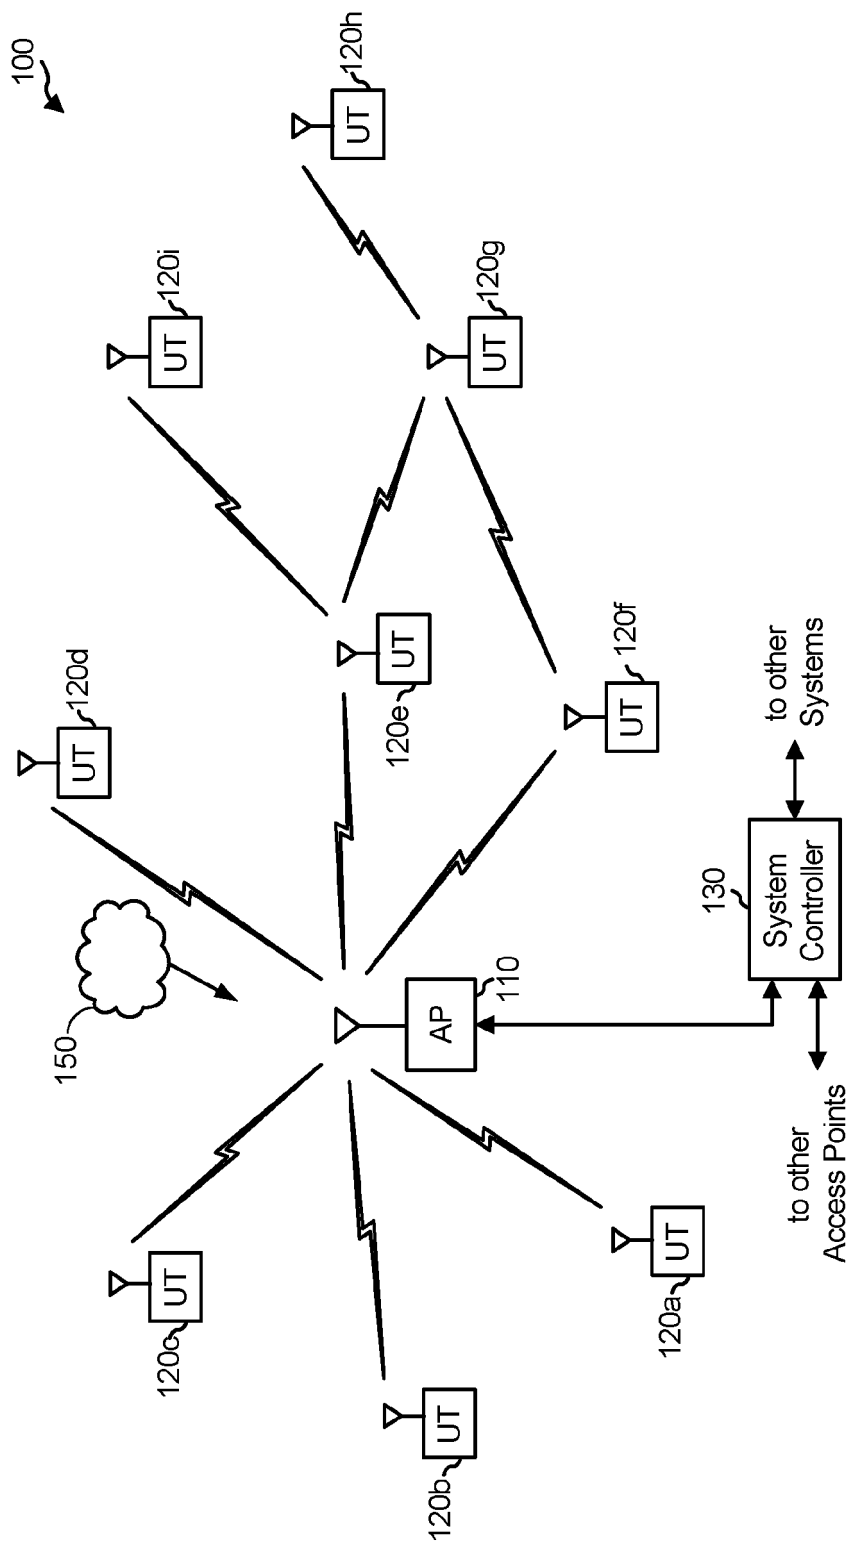 100
120h
UT
120i
UT
120g
UT
120d
UT
UT
120e
120f
UT
150
AP
110
130
System
Controller
to other
Systems
to other
Access Points
UT
120c
UT
120b
UT
120a